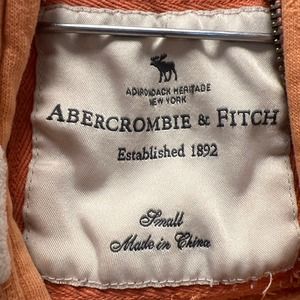 ADIRONDACK HERITAGE
NEW YORK
ABERCROMBIE & FITCH
Established 1892
Small
Made in China